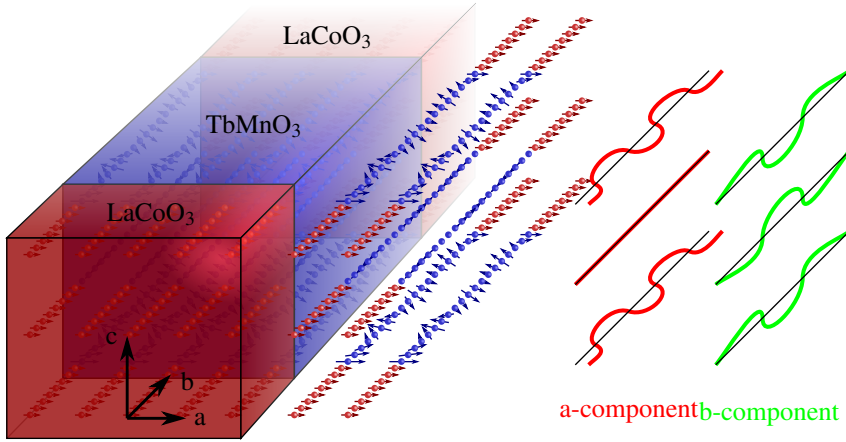 LaCoO₃
TbMnO₃
LaCoO₃
c
b
a
a-component
b-component